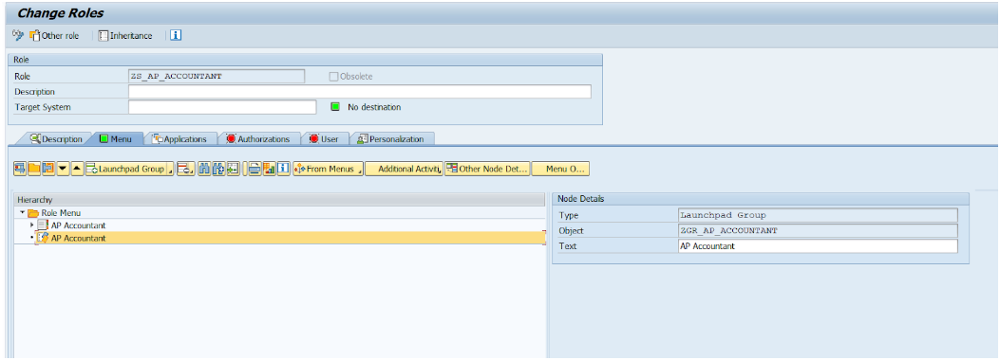 Change Roles
Other role Inheritance
Role
Role ZS_AP_ACCOUNTANT Obsolete
Description
Target System No destination
Description Menu Applications Authorizations User Personalization
Launchpad Group From Menus Additional Activiti Other Node Det... Menu O...
Hierarchy
Role Menu
AP Accountant
AP Accountant
Node Details
Type Launchpad Group
Object ZGR_AP_ACCOUNTANT
Text AP Accountant